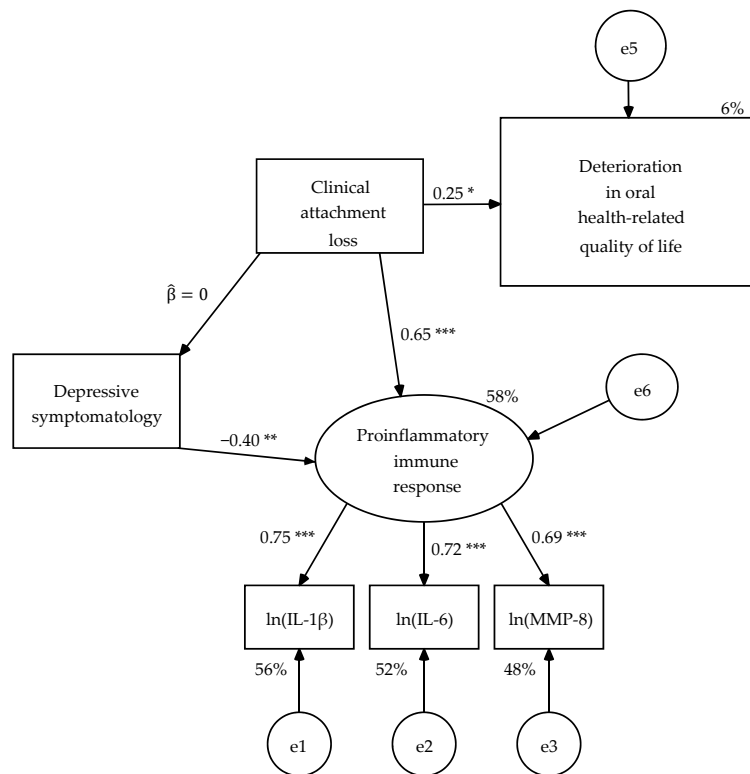 e5
6%
Deterioration
in oral
health-related
quality of life
Clinical
attachment
loss
0.25 *
β̂ = 0
0.65 ***
Depressive
symptomatology
−0.40 **
58%
e6
Proinflammatory
immune
response
0.75 ***
0.72 ***
0.69 ***
ln(IL-1β)
ln(IL-6)
ln(MMP-8)
56%
52%
48%
e1
e2
e3